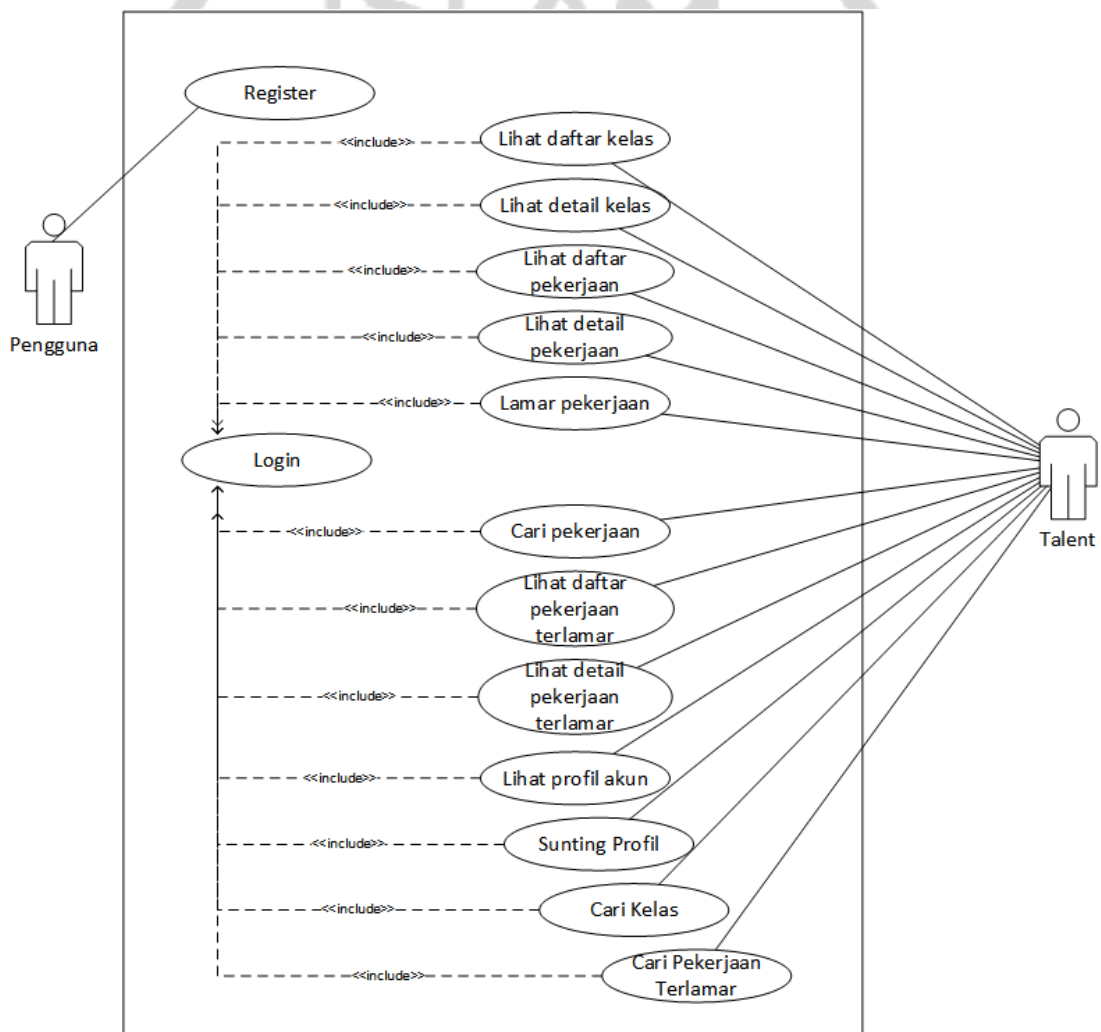 Register
<<include>>
Lihat daftar kelas
<<include>>
Lihat detail kelas
<<include>>
Lihat daftar
pekerjaan
Pengguna
<<include>>
Lihat detail
pekerjaan
<<include>>
Lamar pekerjaan
Login
<<include>>
Cari pekerjaan
Talent
<<include>>
Lihat daftar
pekerjaan
terlamar
<<include>>
Lihat detail
pekerjaan
terlamar
<<include>>
Lihat profil akun
<<include>>
Sunting Profil
<<include>>
Cari Kelas
<<include>>
Cari Pekerjaan
Terlamar